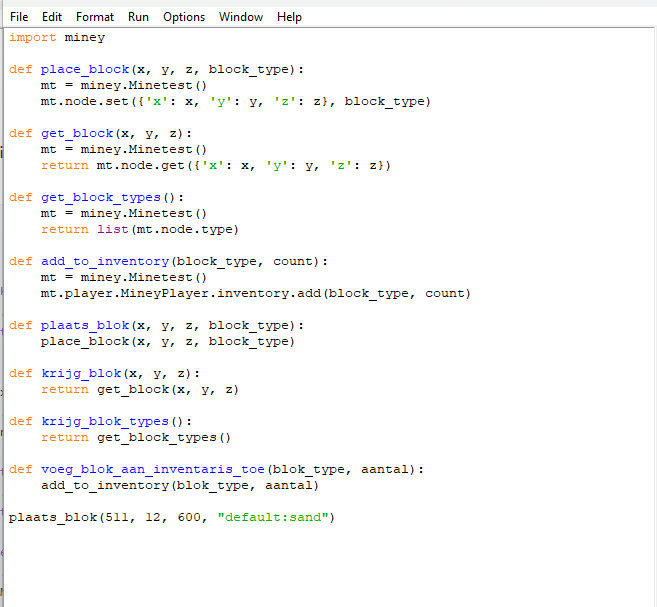 File Edit Format Run Options Window Help
import miney
def place_block(x, y, z, block_type):
    mt = miney.Minetest()
    mt.node.set({'x': x, 'y': y, 'z': z}, block_type)
def get_block(x, y, z):
    mt = miney.Minetest()
    return mt.node.get({'x': x, 'y': y, 'z': z})
def get_block_types():
    mt = miney.Minetest()
    return list(mt.node.type)
def add_to_inventory(block_type, count):
    mt = miney.Minetest()
    mt.player.MineyPlayer.inventory.add(block_type, count)
def plaats_blok(x, y, z, block_type):
    place_block(x, y, z, block_type)
def krijg_blok(x, y, z):
    return get_block(x, y, z)
def krijg_blok_types():
    return get_block_types()
def voeg_blok_aan_inventaris_toe(blok_type, aantal):
    add_to_inventory(blok_type, aantal)
plaats_blok(511, 12, 600, "default:sand")